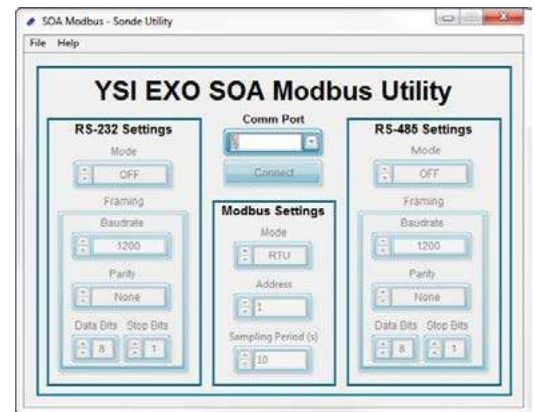 SOA Modbus - Sonde Utility
File Help
YSI EXO SOA Modbus Utility
RS-232 Settings
Mode
OFF
Framing
Baudrate
1200
Parity
None
Data Bits Stop Bits
8 1
Comm Port
Connect
Modbus Settings
Mode
RTU
Address
1
Sampling Period (s)
10
RS-485 Settings
Mode
OFF
Framing
Baudrate
1200
Parity
None
Data Bits Stop Bits
8 1